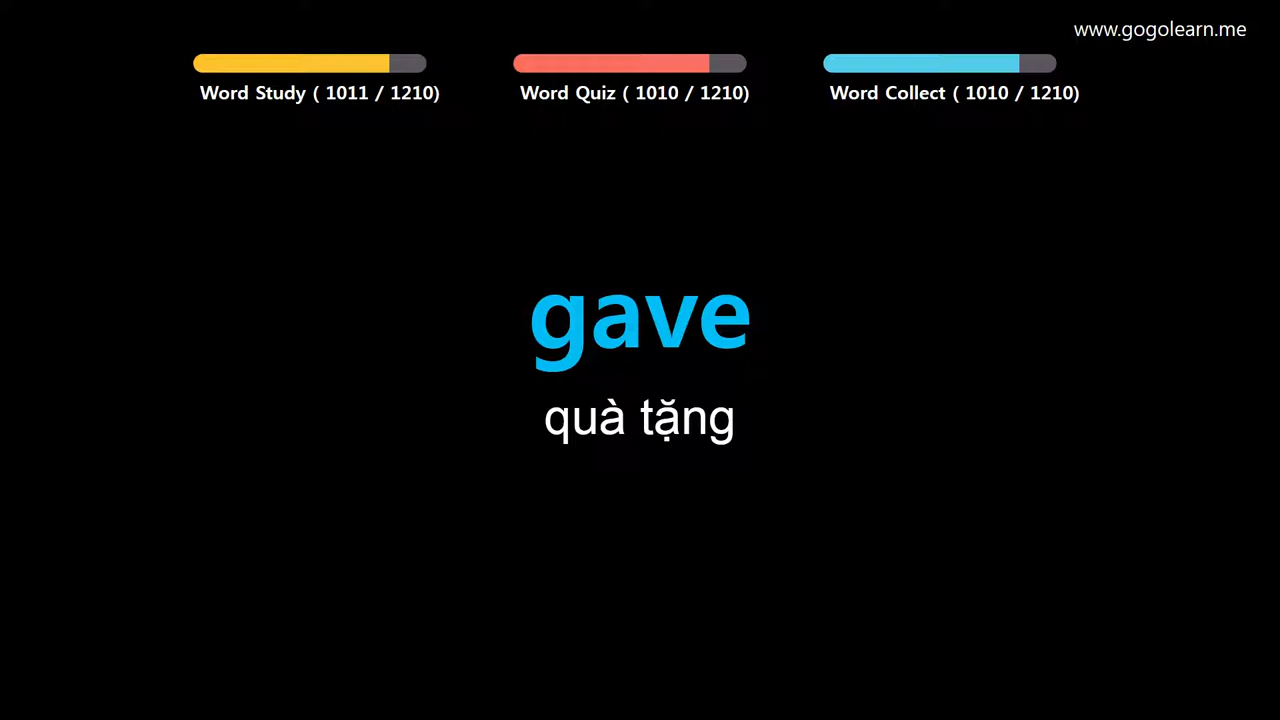 www.gogolearn.me
Word Study ( 1011 / 1210)
Word Quiz ( 1010 / 1210)
Word Collect ( 1010 / 1210)
gave
quà tặng